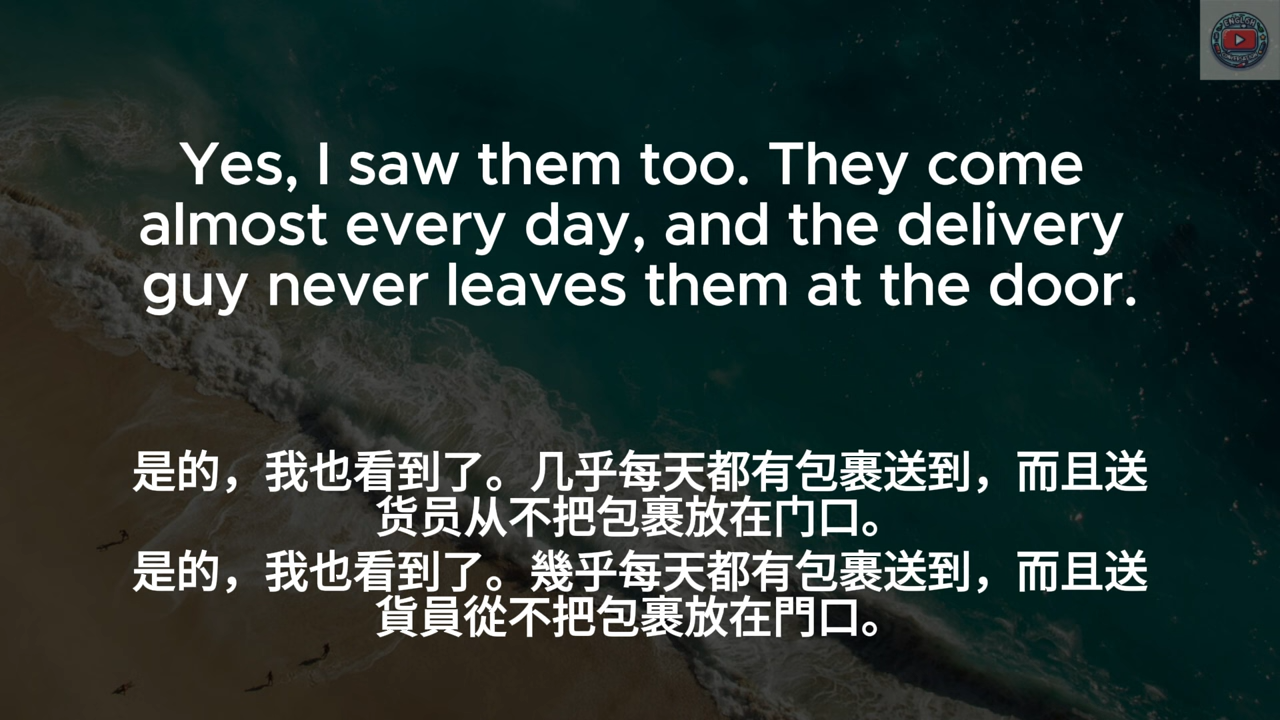 Yes, I saw them too. They come
almost every day, and the delivery
guy never leaves them at the door.
是的，我也看到了。几乎每天都有包裹送到，而且送
货员从不把包裹放在门口。
是的，我也看到了。幾乎每天都有包裹送到，而且送
貨員從不把包裹放在門口。